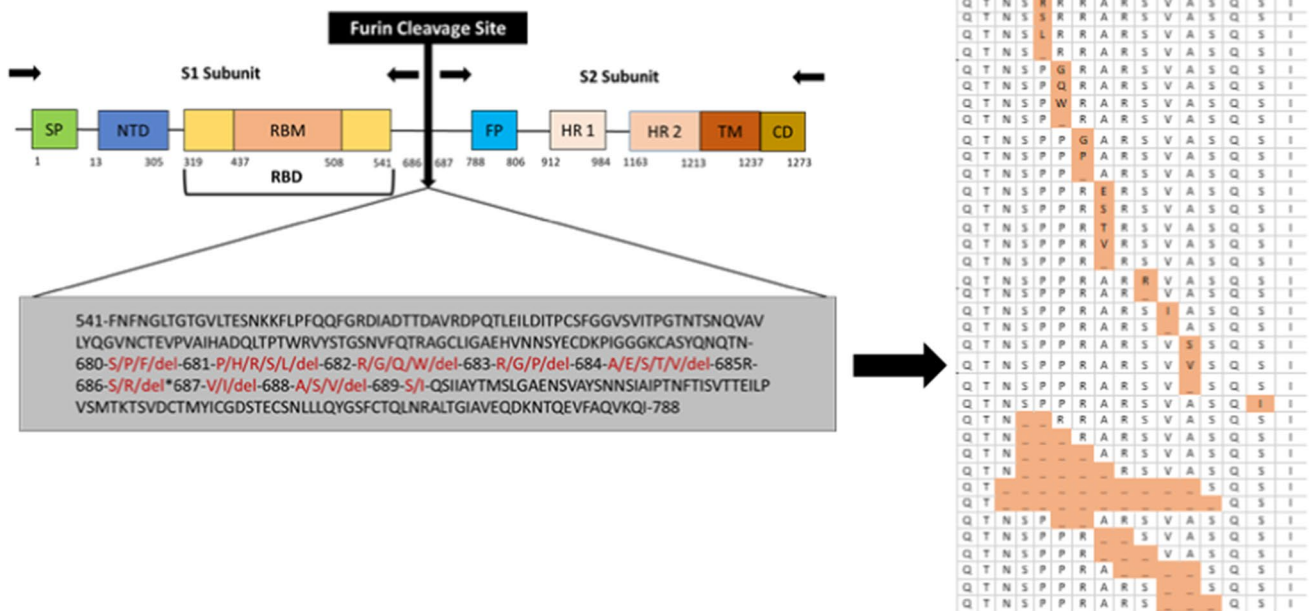 Furin Cleavage Site
S1 Subunit
S2 Subunit
SP NTD RBM FP HR 1 HR 2 TM CD
1 13 305 319 437 508 541 686 687 788 806 912 984 1163 1213 1237 1273
RBD
541-FNFNGLTGTGVLTESNKKFLPFQQFGRDIADTTDAVRDPQTLEILDITPCSFGGVSVITPGTNTSNQVAV
LYQGVNCTEVPVAIHADQLTPTWRVYSTGSNVFQTRAGCLIGAEHVNNSYECDKPIGGGKCASYQNQTN-
680-S/P/F/del-681-P/H/R/S/L/del-682-R/G/Q/W/del-683-R/G/P/del-684-A/E/S/T/V/del-685R-
686-S/R/del*687-V/I/del-688-A/S/V/del-689-S/I-QSIIAYTMSLGAENSVAYSNNSIAIPTNFTISVTTEILP
VSMTKTSVDCTMYICGDSTECSNLLLQYGSFCTQLNRALTGIAVEQDKNTQEVFAQVKQI-788
Q T N S R R R A R S V A S Q S I
Q T N S S R R A R S V A S Q S I
Q T N S L R R A R S V A S Q S I
Q T N S _ R R A R S V A S Q S I
Q T N S P G R A R S V A S Q S I
Q T N S P Q R A R S V A S Q S I
Q T N S P W R A R S V A S Q S I
Q T N S P _ R A R S V A S Q S I
Q T N S P P G A R S V A S Q S I
Q T N S P P P A R S V A S Q S I
Q T N S P P _ A R S V A S Q S I
Q T N S P P R E R S V A S Q S I
Q T N S P P R S R S V A S Q S I
Q T N S P P R T R S V A S Q S I
Q T N S P P R V R S V A S Q S I
Q T N S P P R _ R S V A S Q S I
Q T N S P P R A R R V A S Q S I
Q T N S P P R A R _ V A S Q S I
Q T N S P P R A R S I A S Q S I
Q T N S P P R A R S _ A S Q S I
Q T N S P P R A R S V S S Q S I
Q T N S P P R A R S V V S Q S I
Q T N S P P R A R S V _ S Q S I
Q T N S P P R A R S V A S Q I I
Q T N _ _ R R A R S V A S Q S I
Q T N _ _ _ R A R S V A S Q S I
Q T N _ _ _ _ A R S V A S Q S I
Q T N _ _ _ _ _ R S V A S Q S I
Q T _ _ _ _ _ _ _ _ _ _ S Q S I
Q T _ _ _ _ _ _ _ _ _ _ _ Q S I
Q T N S P _ _ A R S V A S Q S I
Q T N S P P R _ _ S V A S Q S I
Q T N S P P R _ _ _ V A S Q S I
Q T N S P P R A _ _ _ _ S Q S I
Q T N S P P R A R S _ _ S Q S I
Q T N S P P R A R S _ _ _ Q S I